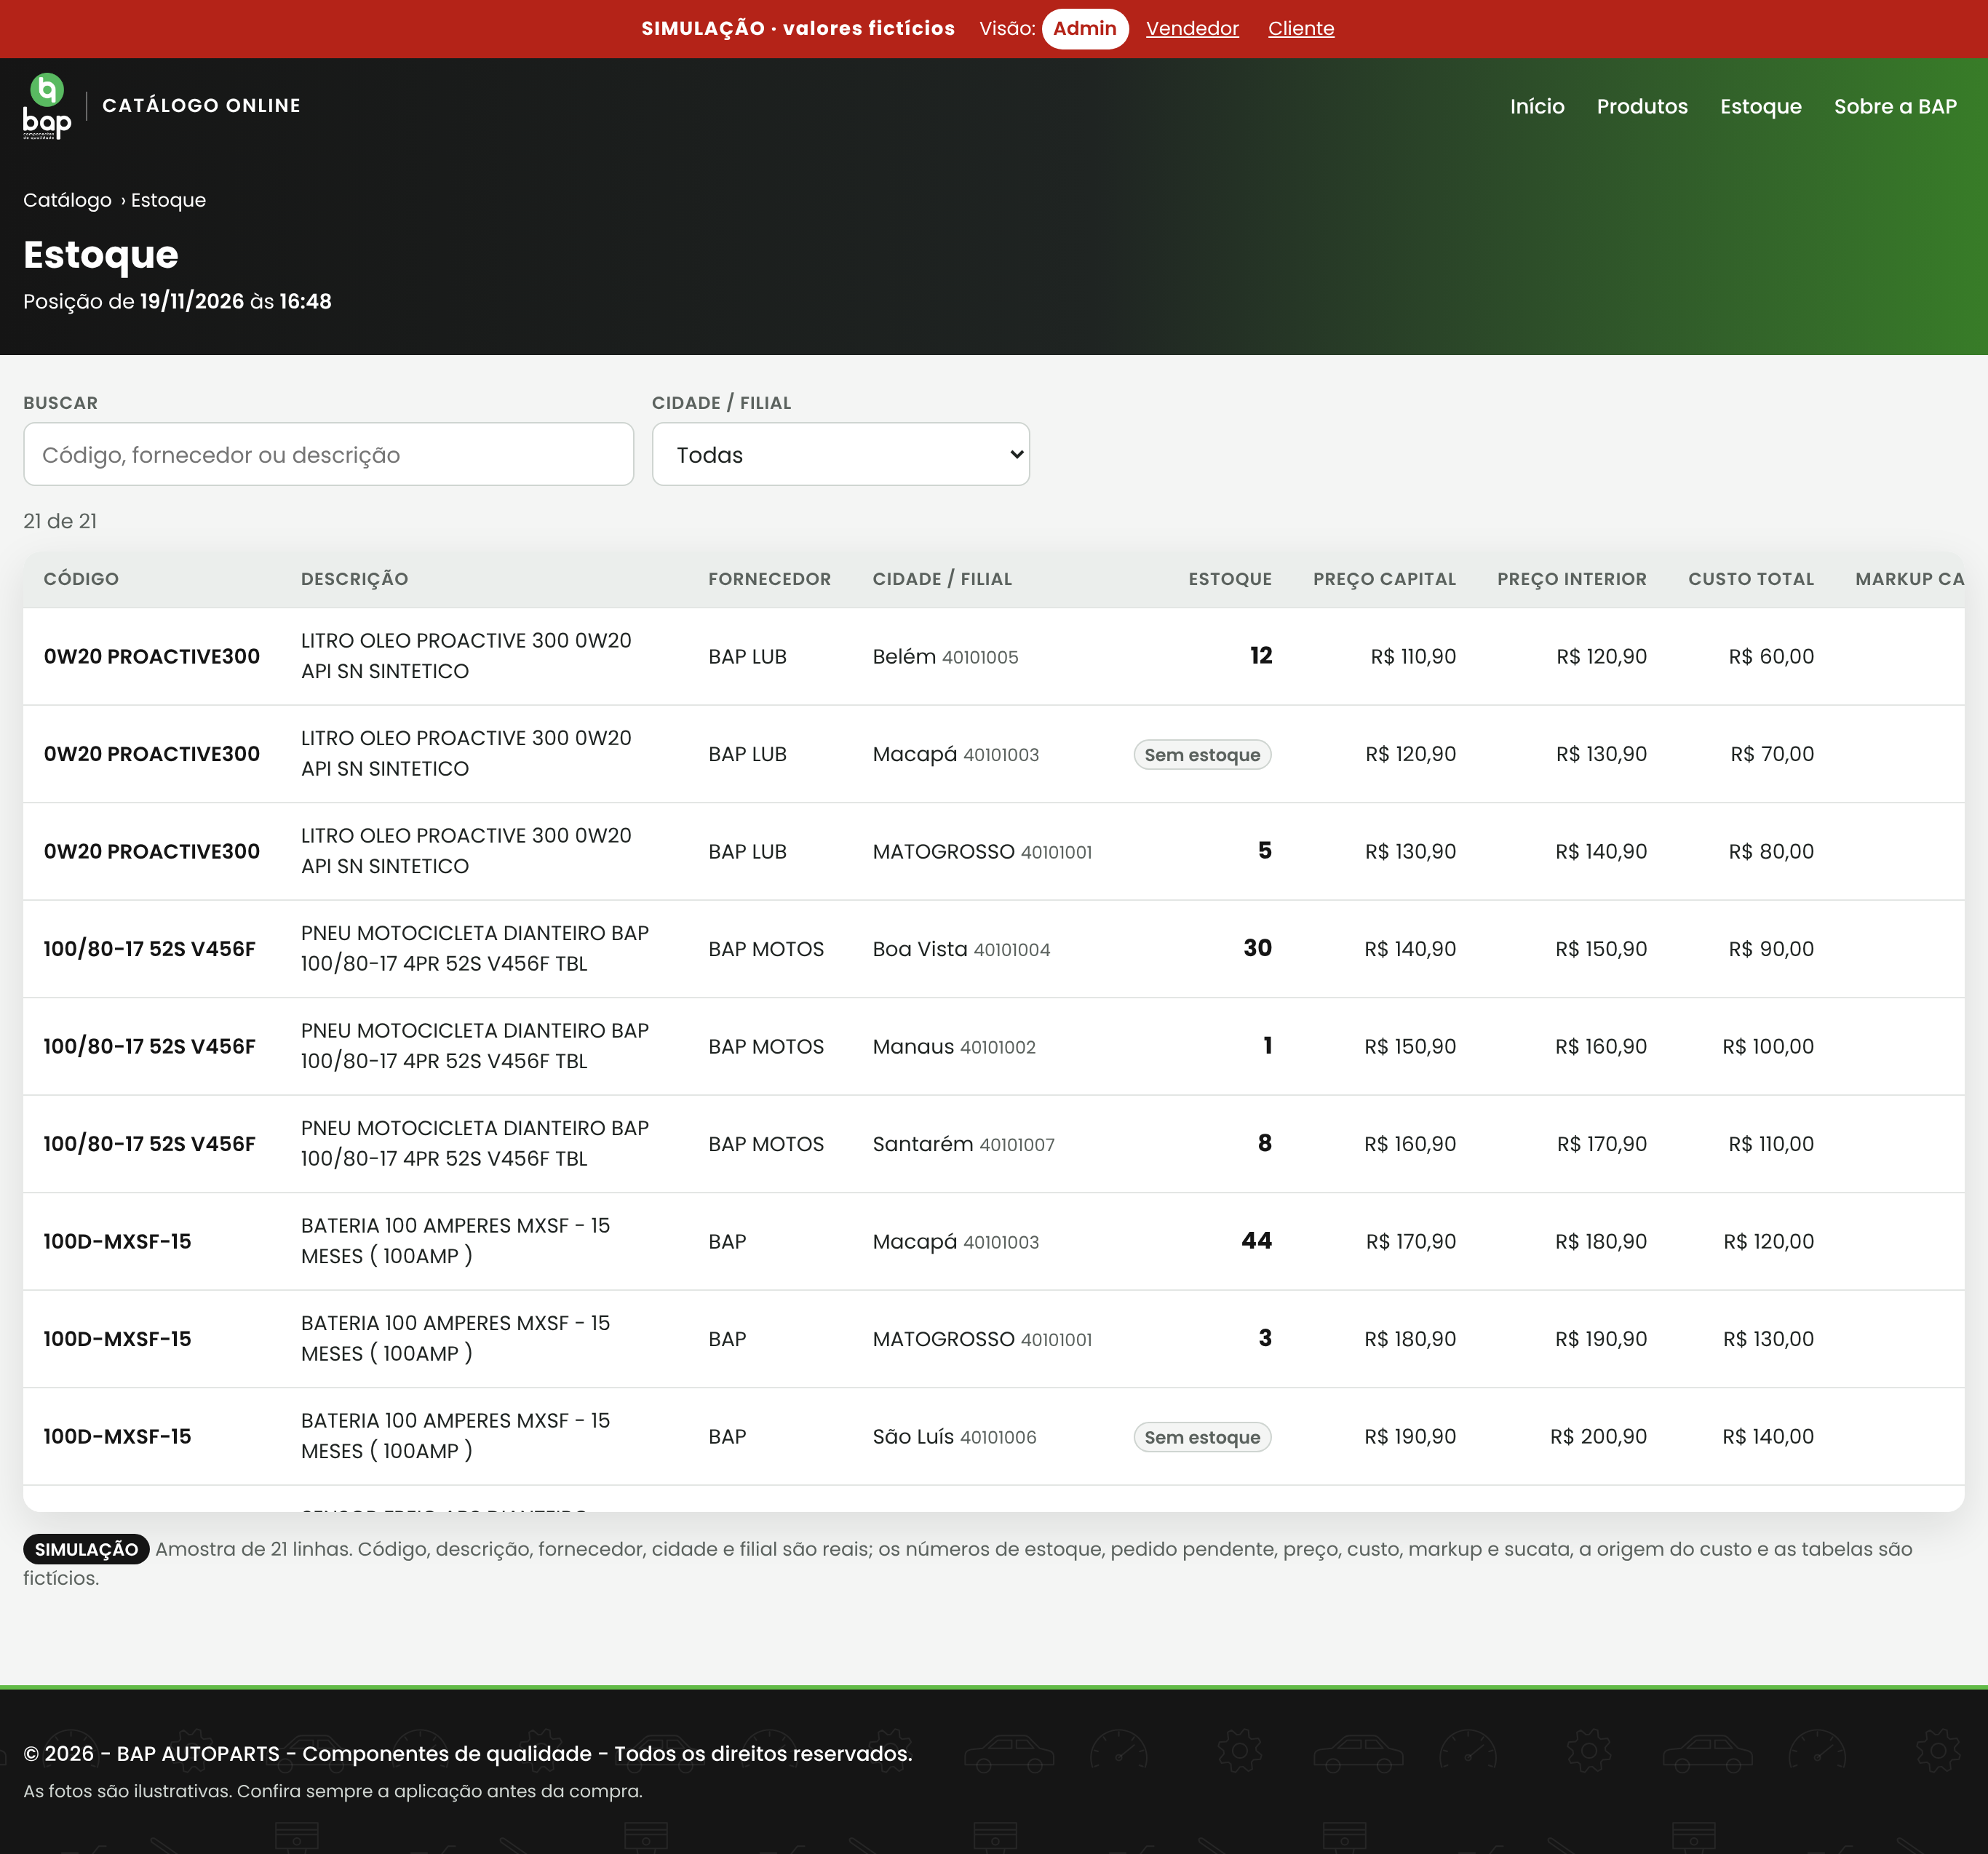 SIMULAÇÃO · valores fictícios Visão: Admin Vendedor Cliente
bap
CATÁLOGO ONLINE
Início Produtos Estoque Sobre a BAP
Catálogo › Estoque
Estoque
Posição de 19/11/2026 às 16:48
BUSCAR CIDADE / FILIAL
Código, fornecedor ou descrição Todas
21 de 21
CÓDIGO DESCRIÇÃO FORNECEDOR CIDADE / FILIAL ESTOQUE PREÇO CAPITAL PREÇO INTERIOR CUSTO TOTAL MARKUP CA
0W20 PROACTIVE300 LITRO OLEO PROACTIVE 300 0W20 BAP LUB Belém 40101005 12 R$ 110,90 R$ 120,90 R$ 60,00
API SN SINTETICO
0W20 PROACTIVE300 LITRO OLEO PROACTIVE 300 0W20 BAP LUB Macapá 40101003 Sem estoque R$ 120,90 R$ 130,90 R$ 70,00
API SN SINTETICO
0W20 PROACTIVE300 LITRO OLEO PROACTIVE 300 0W20 BAP LUB MATOGROSSO 40101001 5 R$ 130,90 R$ 140,90 R$ 80,00
API SN SINTETICO
100/80-17 52S V456F PNEU MOTOCICLETA DIANTEIRO BAP BAP MOTOS Boa Vista 40101004 30 R$ 140,90 R$ 150,90 R$ 90,00
100/80-17 4PR 52S V456F TBL
100/80-17 52S V456F PNEU MOTOCICLETA DIANTEIRO BAP BAP MOTOS Manaus 40101002 1 R$ 150,90 R$ 160,90 R$ 100,00
100/80-17 4PR 52S V456F TBL
100/80-17 52S V456F PNEU MOTOCICLETA DIANTEIRO BAP BAP MOTOS Santarém 40101007 8 R$ 160,90 R$ 170,90 R$ 110,00
100/80-17 4PR 52S V456F TBL
100D-MXSF-15 BATERIA 100 AMPERES MXSF - 15 BAP Macapá 40101003 44 R$ 170,90 R$ 180,90 R$ 120,00
MESES ( 100AMP )
100D-MXSF-15 BATERIA 100 AMPERES MXSF - 15 BAP MATOGROSSO 40101001 3 R$ 180,90 R$ 190,90 R$ 130,00
MESES ( 100AMP )
100D-MXSF-15 BATERIA 100 AMPERES MXSF - 15 BAP São Luís 40101006 Sem estoque R$ 190,90 R$ 200,90 R$ 140,00
MESES ( 100AMP )
SIMULAÇÃO Amostra de 21 linhas. Código, descrição, fornecedor, cidade e filial são reais; os números de estoque, pedido pendente, preço, custo, markup e sucata, a origem do custo e as tabelas são
fictícios.
© 2026 - BAP AUTOPARTS - Componentes de qualidade - Todos os direitos reservados.
As fotos são ilustrativas. Confira sempre a aplicação antes da compra.